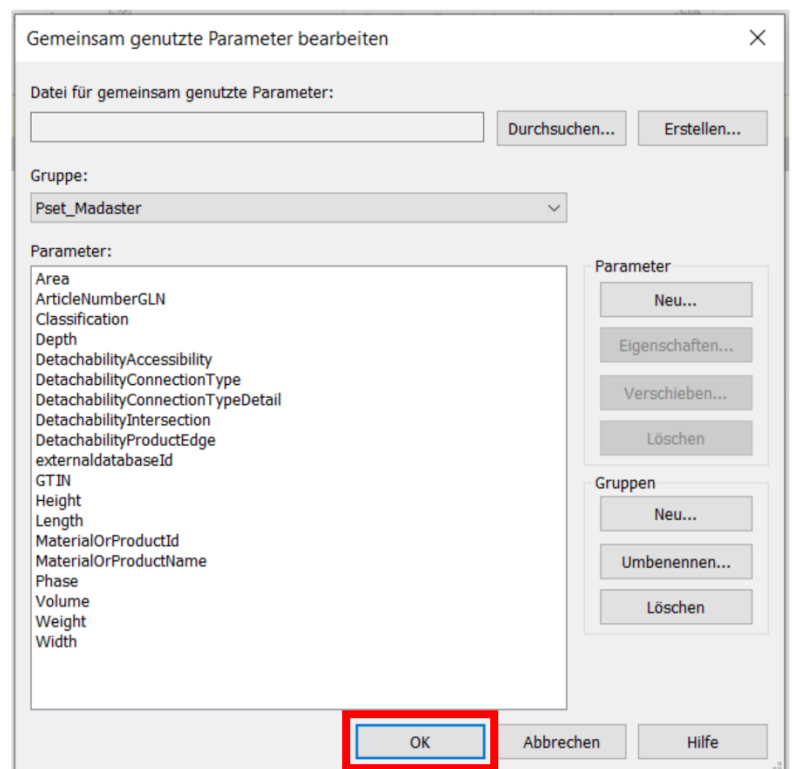 Gemeinsam genutzte Parameter bearbeiten
Datei für gemeinsam genutzte Parameter:
Durchsuchen...
Erstellen...
Gruppe:
Pset_Madaster
Parameter:
Area
ArticleNumberGLN
Classification
Depth
DetachabilityAccessibility
DetachabilityConnectionType
DetachabilityConnectionTypeDetail
DetachabilityIntersection
DetachabilityProductEdge
externaldatabaseId
GTIN
Height
Length
MaterialOrProductId
MaterialOrProductName
Phase
Volume
Weight
Width
Parameter
Neu...
Eigenschaften...
Verschieben...
Löschen
Gruppen
Neu...
Umbenennen...
Löschen
OK
Abbrechen
Hilfe